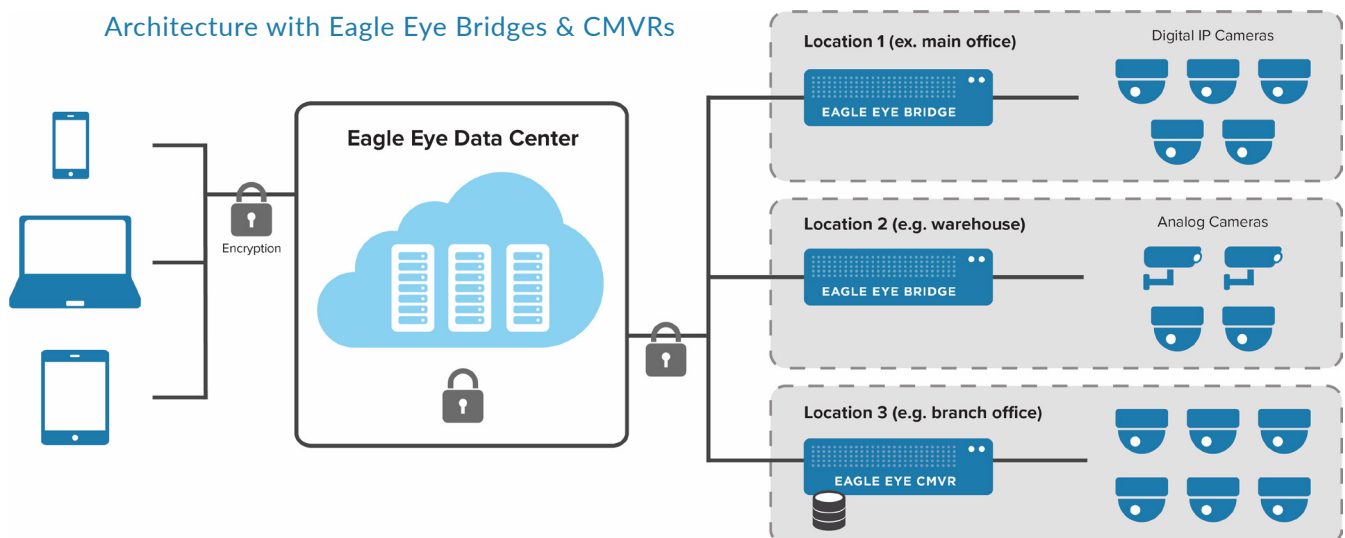 Architecture with Eagle Eye Bridges & CMVRs
Encryption
Eagle Eye Data Center
Location 1 (ex. main office)
EAGLE EYE BRIDGE
Digital IP Cameras
Location 2 (e.g. warehouse)
EAGLE EYE BRIDGE
Analog Cameras
Location 3 (e.g. branch office)
EAGLE EYE CMVR